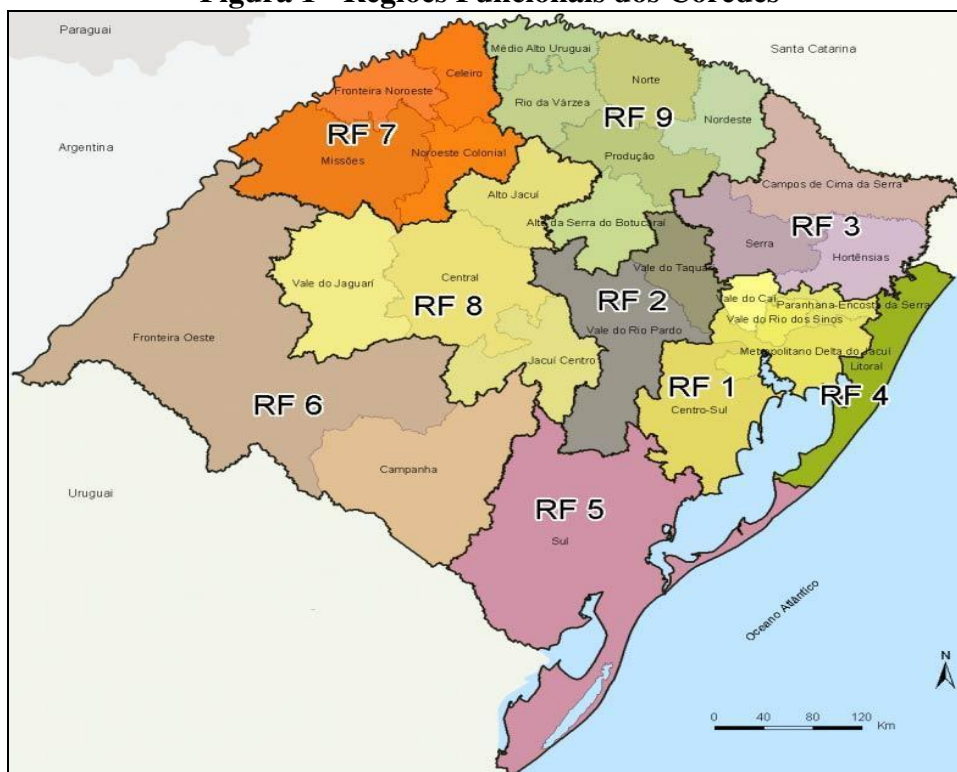 Figura 1 - Regiões Funcionais dos Coredes
Paraguai
Santa Catarina
Argentina
Uruguai
Médio Alto Uruguai
Celeiro
Norte
Fronteira Noroeste
Rio da Várzea
RF 9
Nordeste
RF 7
Missões
Noroeste Colonial
Produção
Alto Jacuí
Campos de Cima da Serra
Alto da Serra do Botucaraí
RF 3
Serra
Hortênsias
Vale do Jaguarí
Central
RF 8
RF 2
Vale do Taquari
Vale do Rio Pardo
Vale do Caí
Paranhana-Encosta da Serra
Vale do Rio dos Sinos
Fronteira Oeste
Metropolitano Delta do Jacuí
Jacuí Centro
Litoral
RF 6
RF 1
RF 4
Centro-Sul
Campanha
RF 5
Sul
Oceano Atlântico
N
0 40 80 120
Km